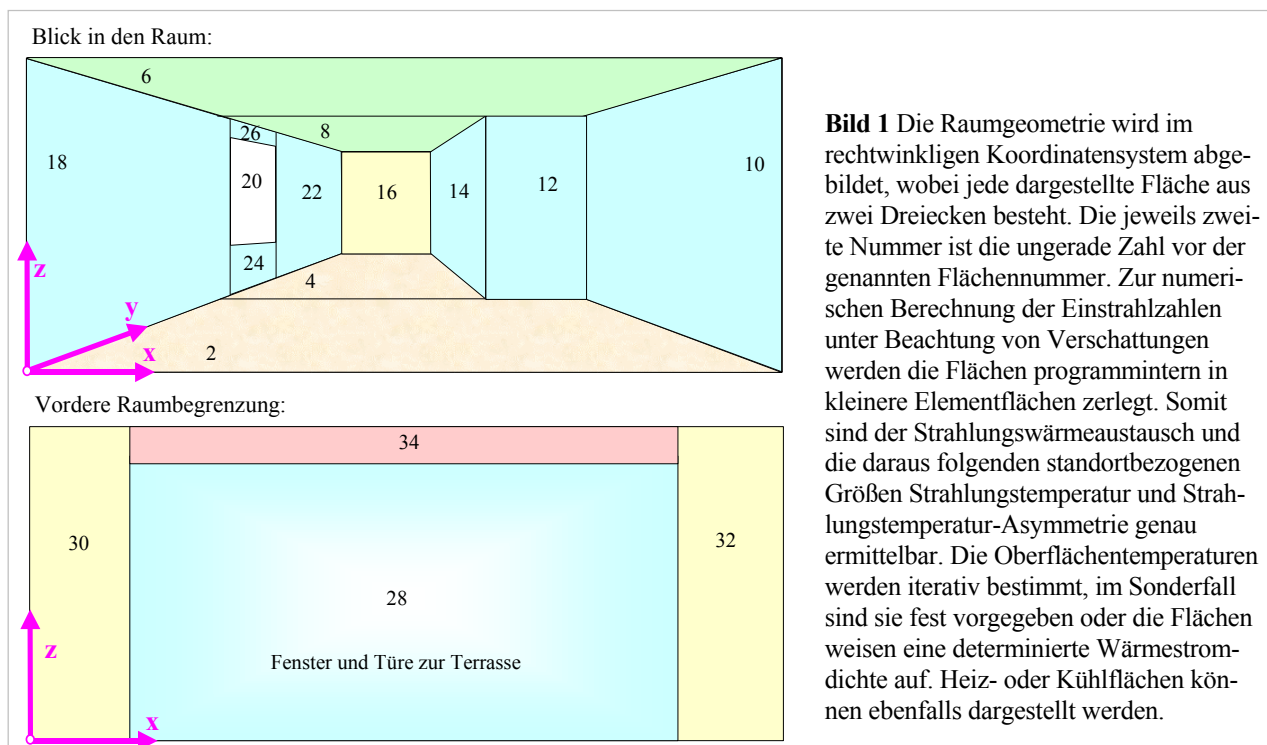 Blick in den Raum:
6
26
8
18
20
22
16
14
12
10
24
4
z
y
x
2
Vordere Raumbegrenzung:
34
30
32
28
Fenster und Türe zur Terrasse
z
x
Bild 1 Die Raumgeometrie wird im
rechtwinkligen Koordinatensystem abge-
bildet, wobei jede dargestellte Fläche aus
zwei Dreiecken besteht. Die jeweils zwei-
te Nummer ist die ungerade Zahl vor der
genannten Flächennummer. Zur numeri-
schen Berechnung der Einstrahlzahlen
unter Beachtung von Verschattungen
werden die Flächen programmintern in
kleinere Elementflächen zerlegt. Somit
sind der Strahlungswärmeaustausch und
die daraus folgenden standortbezogenen
Größen Strahlungstemperatur und Strah-
lungstemperatur-Asymmetrie genau
ermittelbar. Die Oberflächentemperaturen
werden iterativ bestimmt, im Sonderfall
sind sie fest vorgegeben oder die Flächen
weisen eine determinierte Wärmestrom-
dichte auf. Heiz- oder Kühlflächen kön-
nen ebenfalls dargestellt werden.